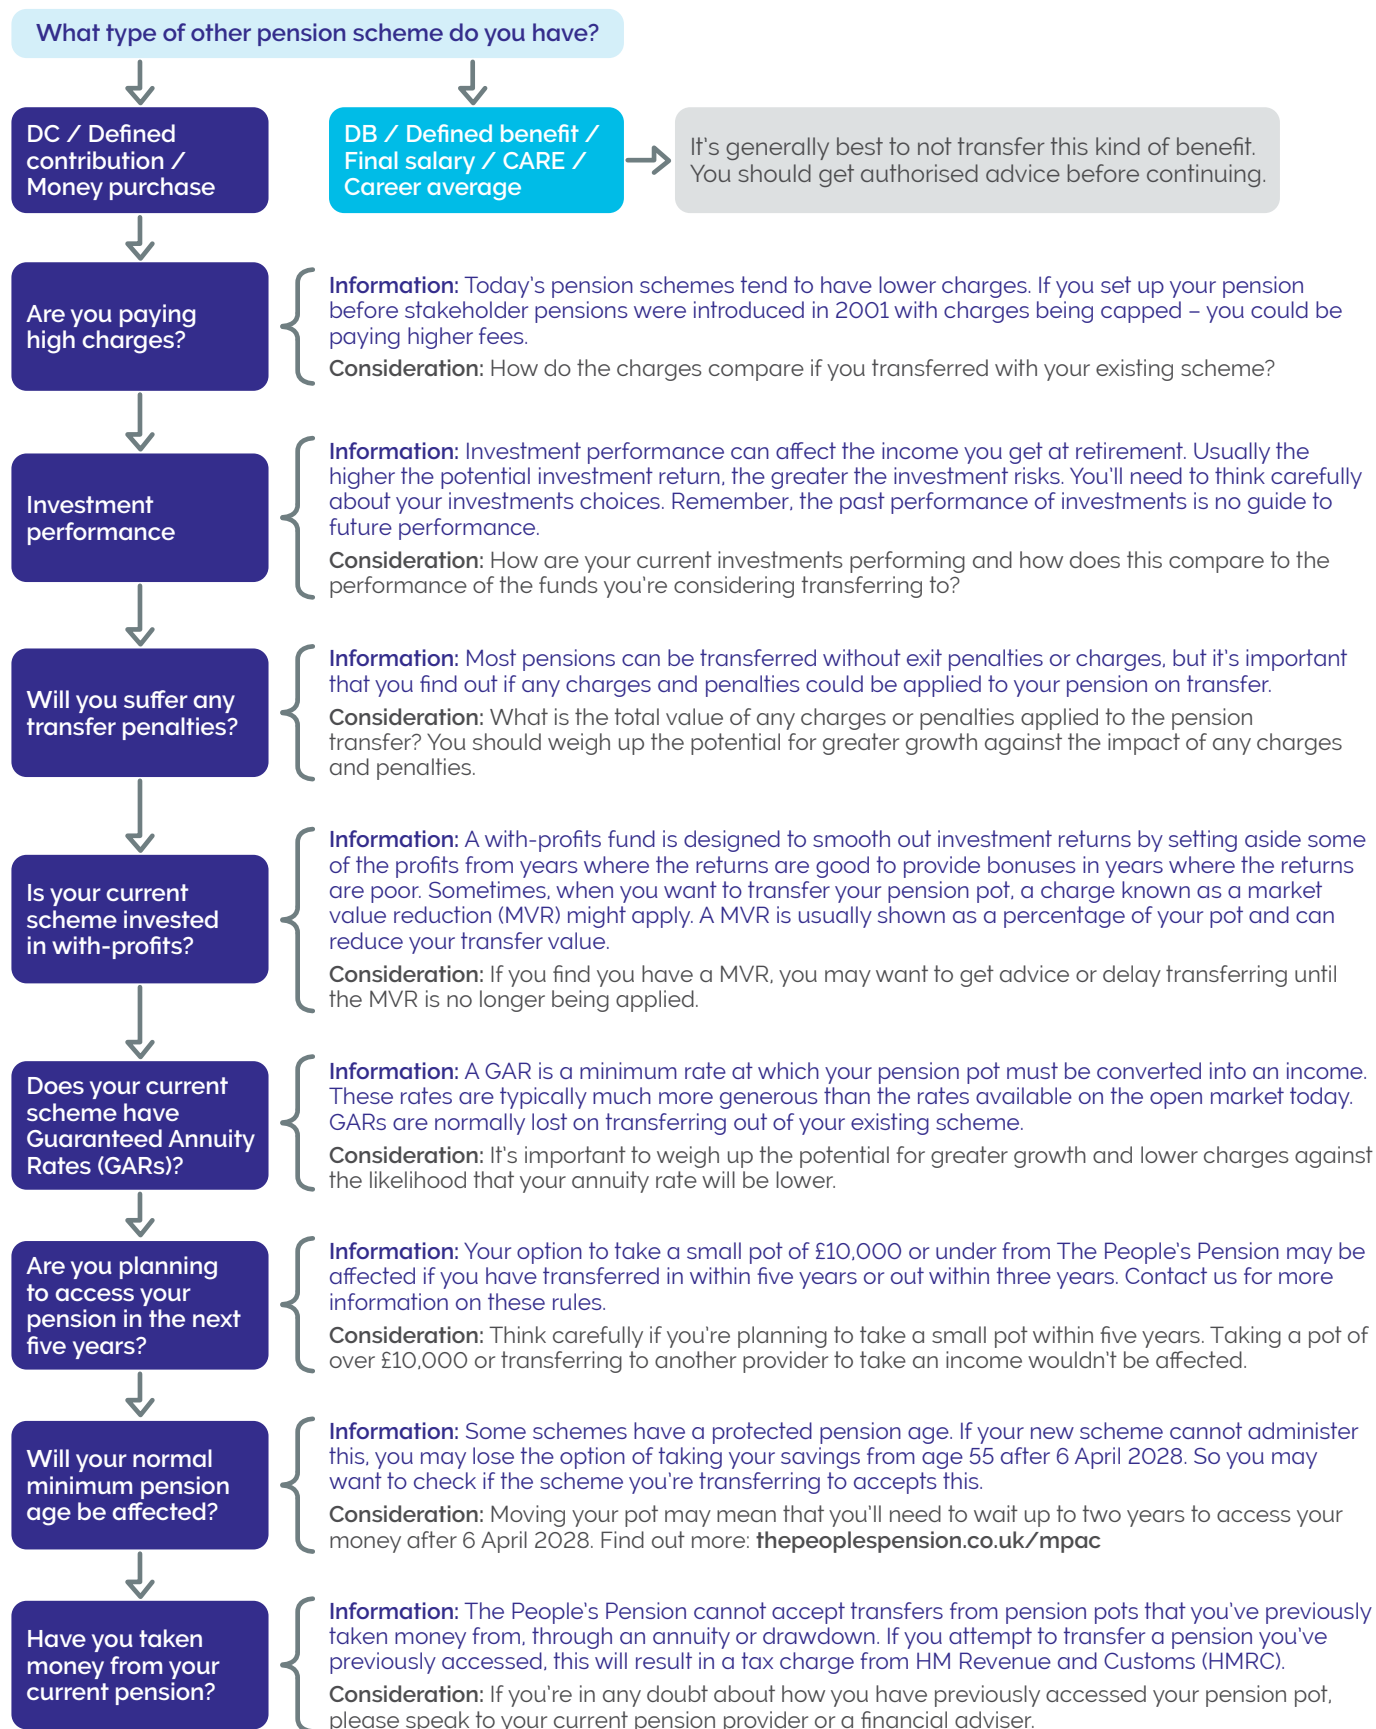 What type of other pension scheme do you have?
DC / Defined
contribution /
Money purchase
DB / Defined benefit /
Final salary / CARE /
Career average
It's generally best to not transfer this kind of benefit.
You should get authorised advice before continuing.
Are you paying
high charges?
Information: Today's pension schemes tend to have lower charges. If you set up your pension
before stakeholder pensions were introduced in 2001 with charges being capped – you could be
paying higher fees.
Consideration: How do the charges compare if you transferred with your existing scheme?
Investment
performance
Information: Investment performance can affect the income you get at retirement. Usually the
higher the potential investment return, the greater the investment risks. You'll need to think carefully
about your investments choices. Remember, the past performance of investments is no guide to
future performance.
Consideration: How are your current investments performing and how does this compare to the
performance of the funds you're considering transferring to?
Will you suffer any
transfer penalties?
Information: Most pensions can be transferred without exit penalties or charges, but it's important
that you find out if any charges and penalties could be applied to your pension on transfer.
Consideration: What is the total value of any charges or penalties applied to the pension
transfer? You should weigh up the potential for greater growth against the impact of any charges
and penalties.
Is your current
scheme invested
in with-profits?
Information: A with-profits fund is designed to smooth out investment returns by setting aside some
of the profits from years where the returns are good to provide bonuses in years where the returns
are poor. Sometimes, when you want to transfer your pension pot, a charge known as a market
value reduction (MVR) might apply. A MVR is usually shown as a percentage of your pot and can
reduce your transfer value.
Consideration: If you find you have a MVR, you may want to get advice or delay transferring until
the MVR is no longer being applied.
Does your current
scheme have
Guaranteed Annuity
Rates (GARs)?
Information: A GAR is a minimum rate at which your pension pot must be converted into an income.
These rates are typically much more generous than the rates available on the open market today.
GARs are normally lost on transferring out of your existing scheme.
Consideration: It's important to weigh up the potential for greater growth and lower charges against
the likelihood that your annuity rate will be lower.
Are you planning
to access your
pension in the next
five years?
Information: Your option to take a small pot of £10,000 or under from The People's Pension may be
affected if you have transferred in within five years or out within three years. Contact us for more
information on these rules.
Consideration: Think carefully if you're planning to take a small pot within five years. Taking a pot of
over £10,000 or transferring to another provider to take an income wouldn't be affected.
Will your normal
minimum pension
age be affected?
Information: Some schemes have a protected pension age. If your new scheme cannot administer
this, you may lose the option of taking your savings from age 55 after 6 April 2028. So you may
want to check if the scheme you're transferring to accepts this.
Consideration: Moving your pot may mean that you'll need to wait up to two years to access your
money after 6 April 2028. Find out more: thepeoplespension.co.uk/mpac
Have you taken
money from your
current pension?
Information: The People's Pension cannot accept transfers from pension pots that you've previously
taken money from, through an annuity or drawdown. If you attempt to transfer a pension you've
previously accessed, this will result in a tax charge from HM Revenue and Customs (HMRC).
Consideration: If you're in any doubt about how you have previously accessed your pension pot,
please speak to your current pension provider or a financial adviser.